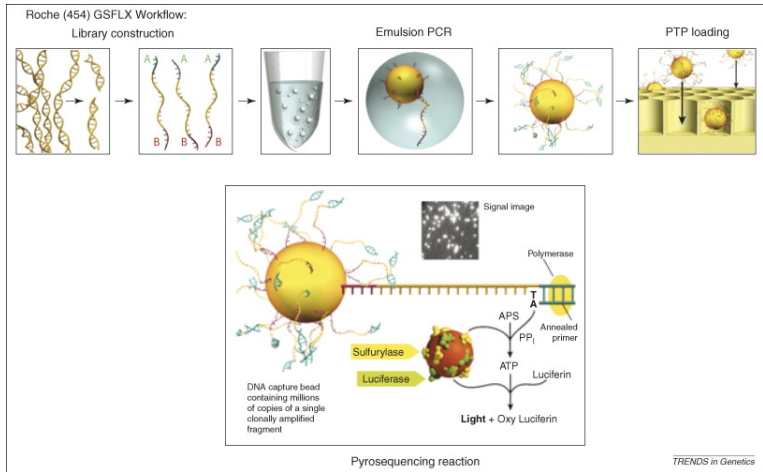 Roche (454) GSFLX Workflow:
Library construction
Emulsion PCR
PTP loading
A
A
A
B
B
B
Signal image
Polymerase
T
A
Annealed
primer
APS
PPI
Sulfurylase
Luciferase
ATP
Luciferin
Light + Oxy Luciferin
DNA capture bead
containing millions
of copies of a single
clonally amplified
fragment
Pyrosequencing reaction
TRENDS in Genetics